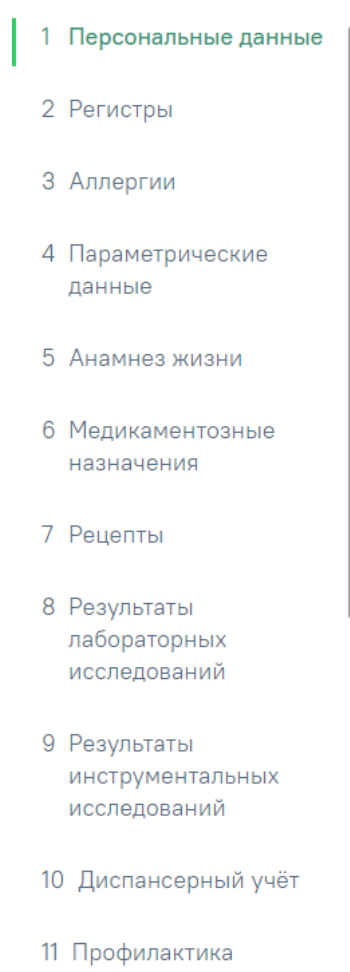 1 Персональные данные
2 Регистры
3 Аллергии
4 Параметрические
данные
5 Анамнез жизни
6 Медикаментозные
назначения
7 Рецепты
8 Результаты
лабораторных
исследований
9 Результаты
инструментальных
исследований
10 Диспансерный учёт
11 Профилактика